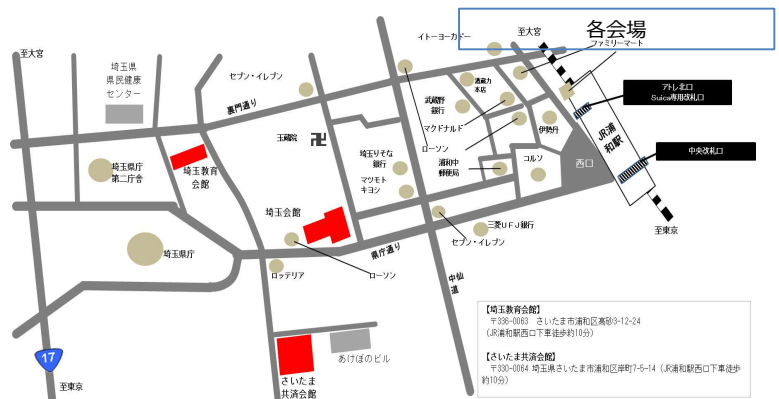 各会場
至大宮
イトーヨーカドー
至大宮
ファミリーマート
埼玉県
県民健康
センター
セブン・イレブン
酒蔵力
本店
アトレ北口
Suica専用改札口
裏門通り
武蔵野
銀行
マクドナルド
伊勢丹
JR浦和駅
玉蔵院
卍
ローソン
埼玉りそな
銀行
浦和中
郵便局
コルソ
西口
中央改札口
埼玉県庁
第二庁舎
埼玉教育
会館
マツモト
キヨシ
埼玉会館
三菱UFJ銀行
至東京
県庁通り
セブン・イレブン
埼玉県庁
ロッテリア
ローソン
中仙道
【埼玉教育会館】
〒336-0063 さいたま市浦和区高砂3-12-24
(JR浦和駅西口下車徒歩約10分)
【さいたま共済会館】
〒330-0064 埼玉県さいたま市浦和区岸町7-5-14 (JR浦和駅西口下車徒歩
約10分)
17
あけぼのビル
至東京
さいたま
共済会館